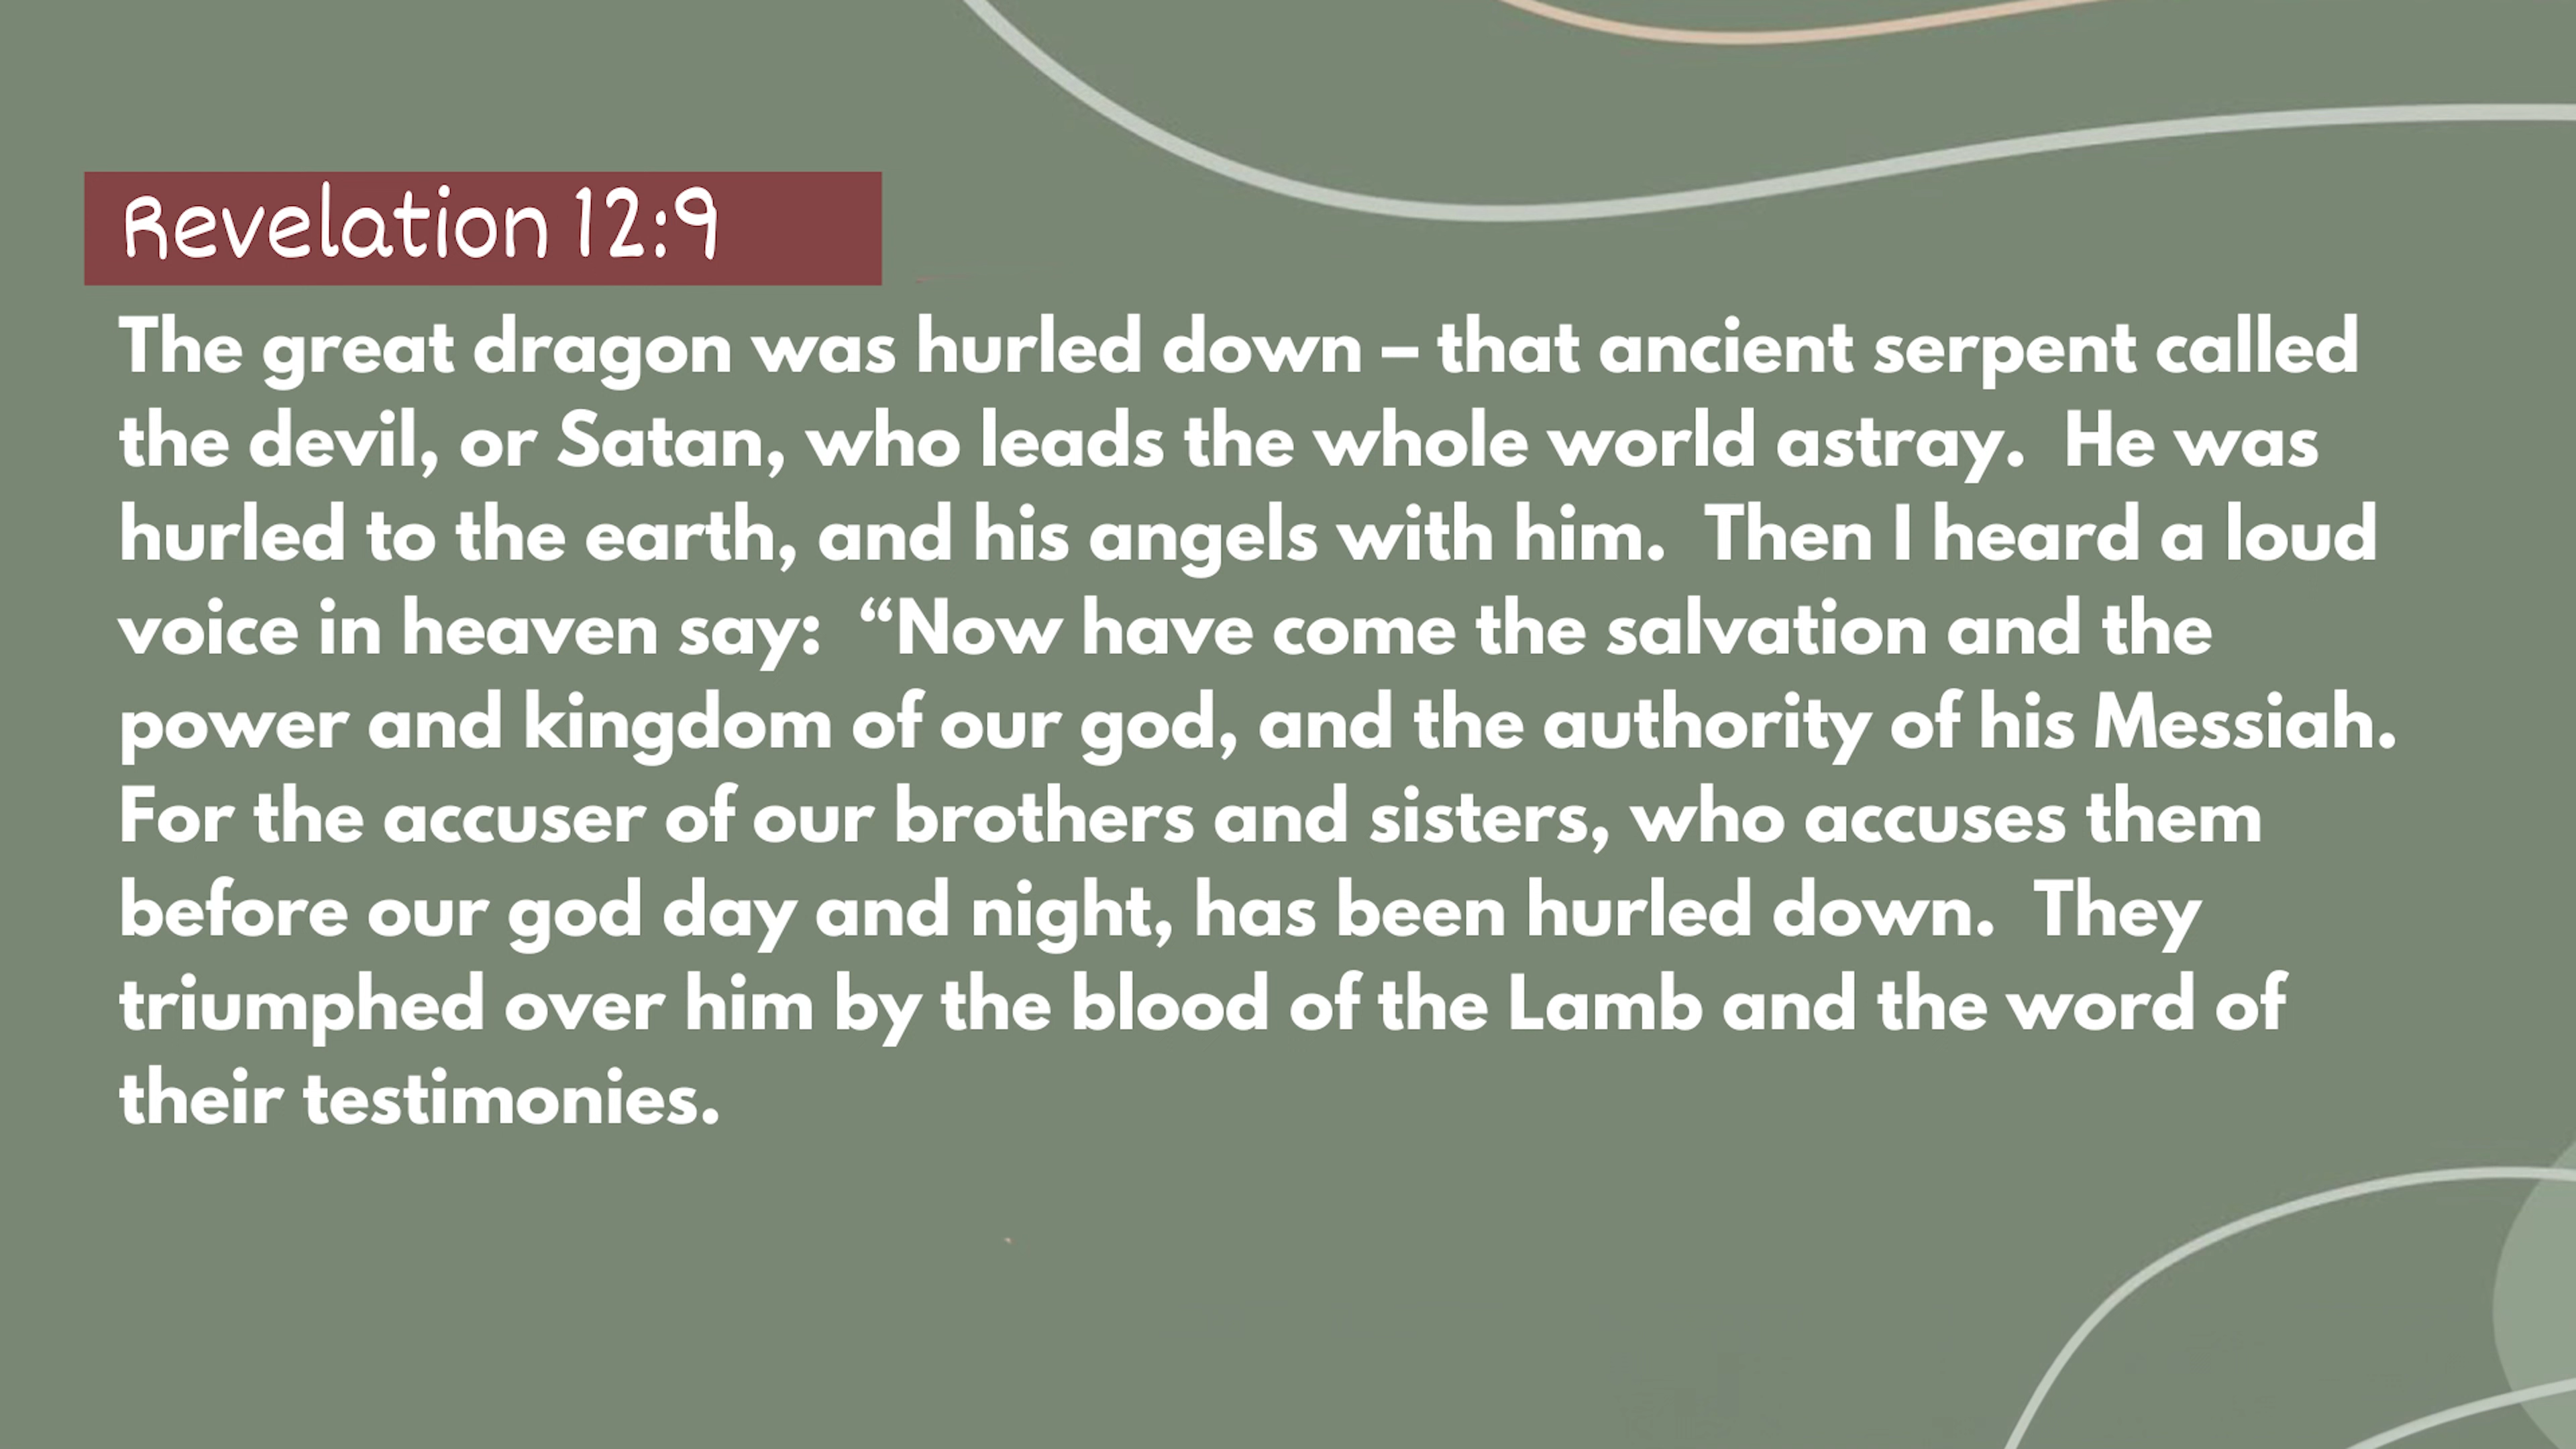 Revelation 12:9
The great dragon was hurled down – that ancient serpent called
the devil, or Satan, who leads the whole world astray.  He was
hurled to the earth, and his angels with him.  Then I heard a loud
voice in heaven say:  “Now have come the salvation and the
power and kingdom of our god, and the authority of his Messiah.
For the accuser of our brothers and sisters, who accuses them
before our god day and night, has been hurled down.  They
triumphed over him by the blood of the Lamb and the word of
their testimonies.